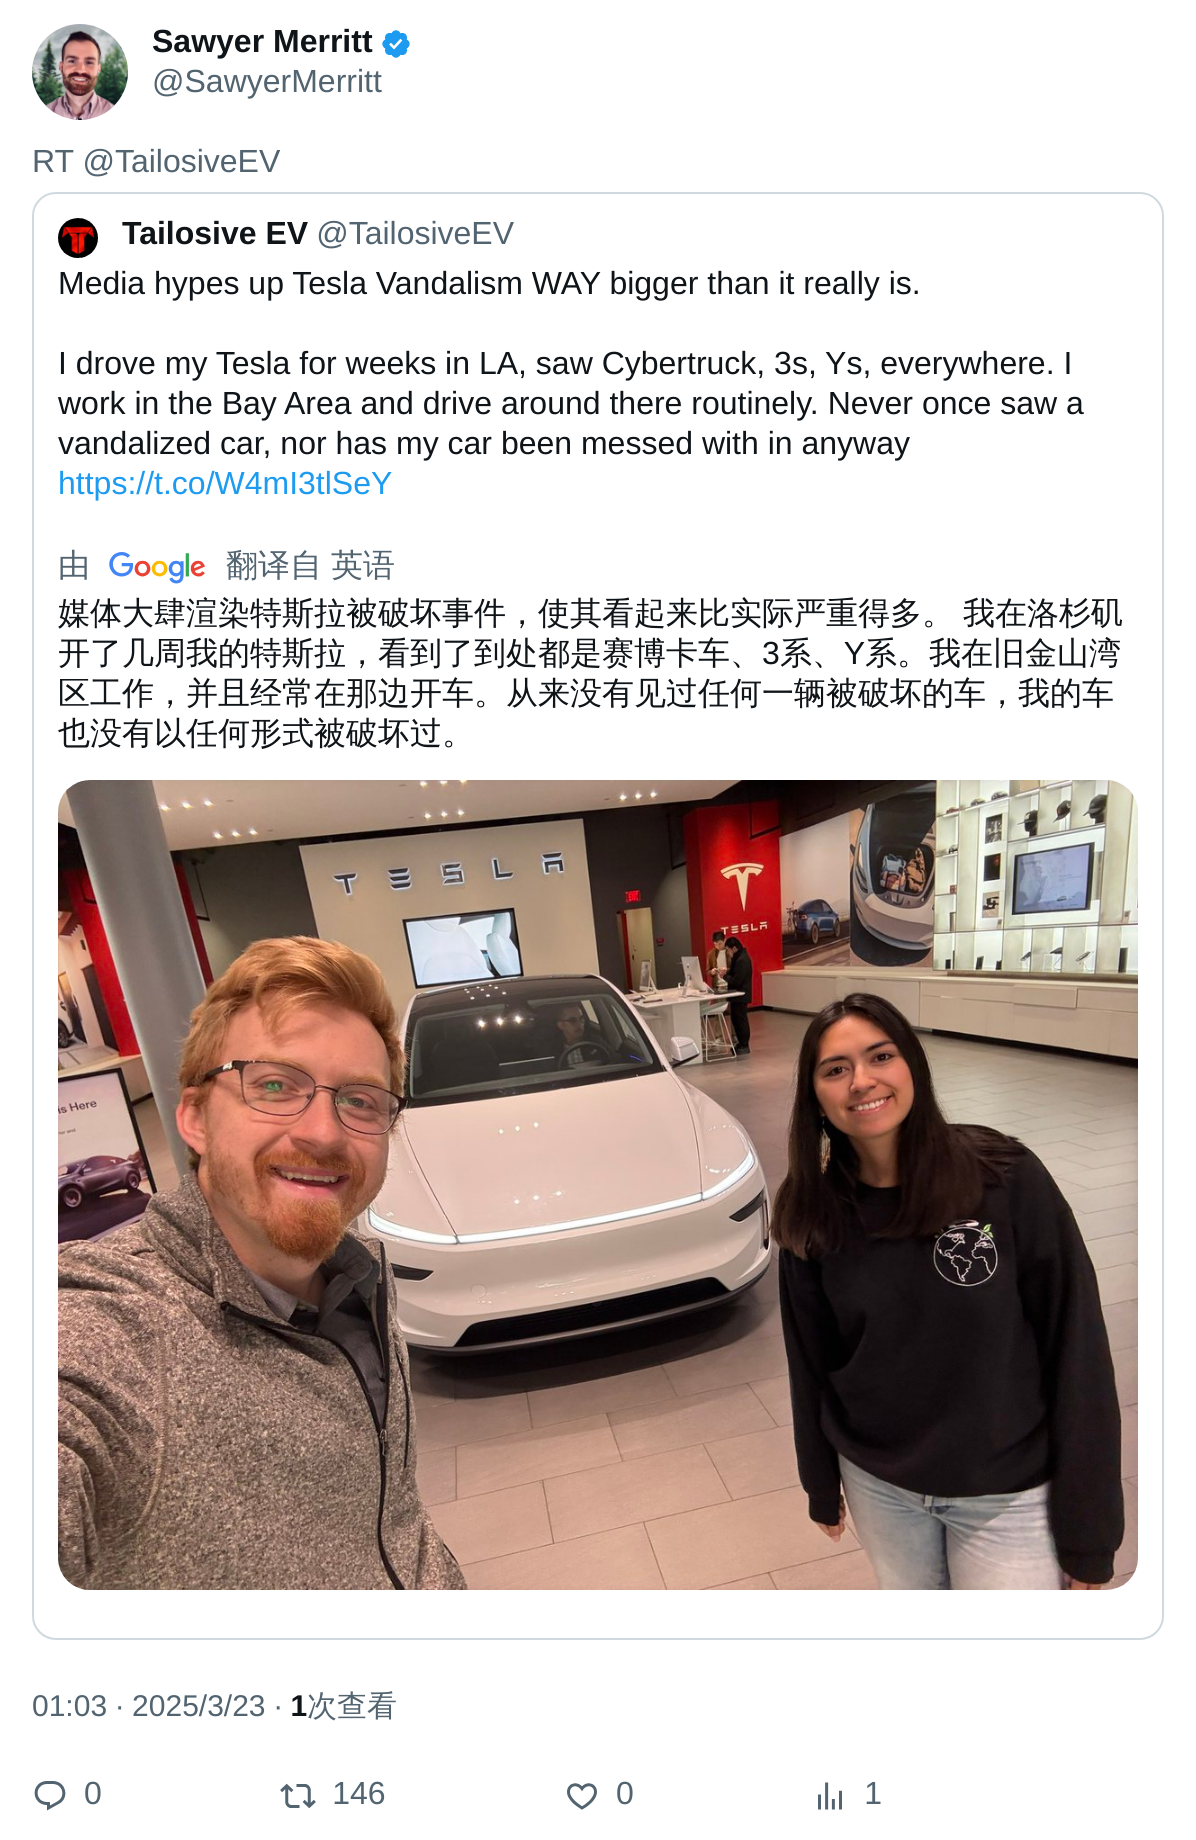 Sawyer Merritt
@SawyerMerritt
RT @TailosiveEV
Tailosive EV @TailosiveEV
Media hypes up Tesla Vandalism WAY bigger than it really is.
I drove my Tesla for weeks in LA, saw Cybertruck, 3s, Ys, everywhere. I
work in the Bay Area and drive around there routinely. Never once saw a
vandalized car, nor has my car been messed with in anyway
https://t.co/W4mI3tlSeY
由 Google 翻译自 英语
媒体大肆渲染特斯拉被破坏事件，使其看起来比实际严重得多。 我在洛杉矶
开了几周我的特斯拉，看到了到处都是赛博卡车、3系、Y系。我在旧金山湾
区工作，并且经常在那边开车。从来没有见过任何一辆被破坏的车，我的车
也没有以任何形式被破坏过。
TESLA
TESLA
is Here
01:03 · 2025/3/23 · 1次查看
0 146 0 1